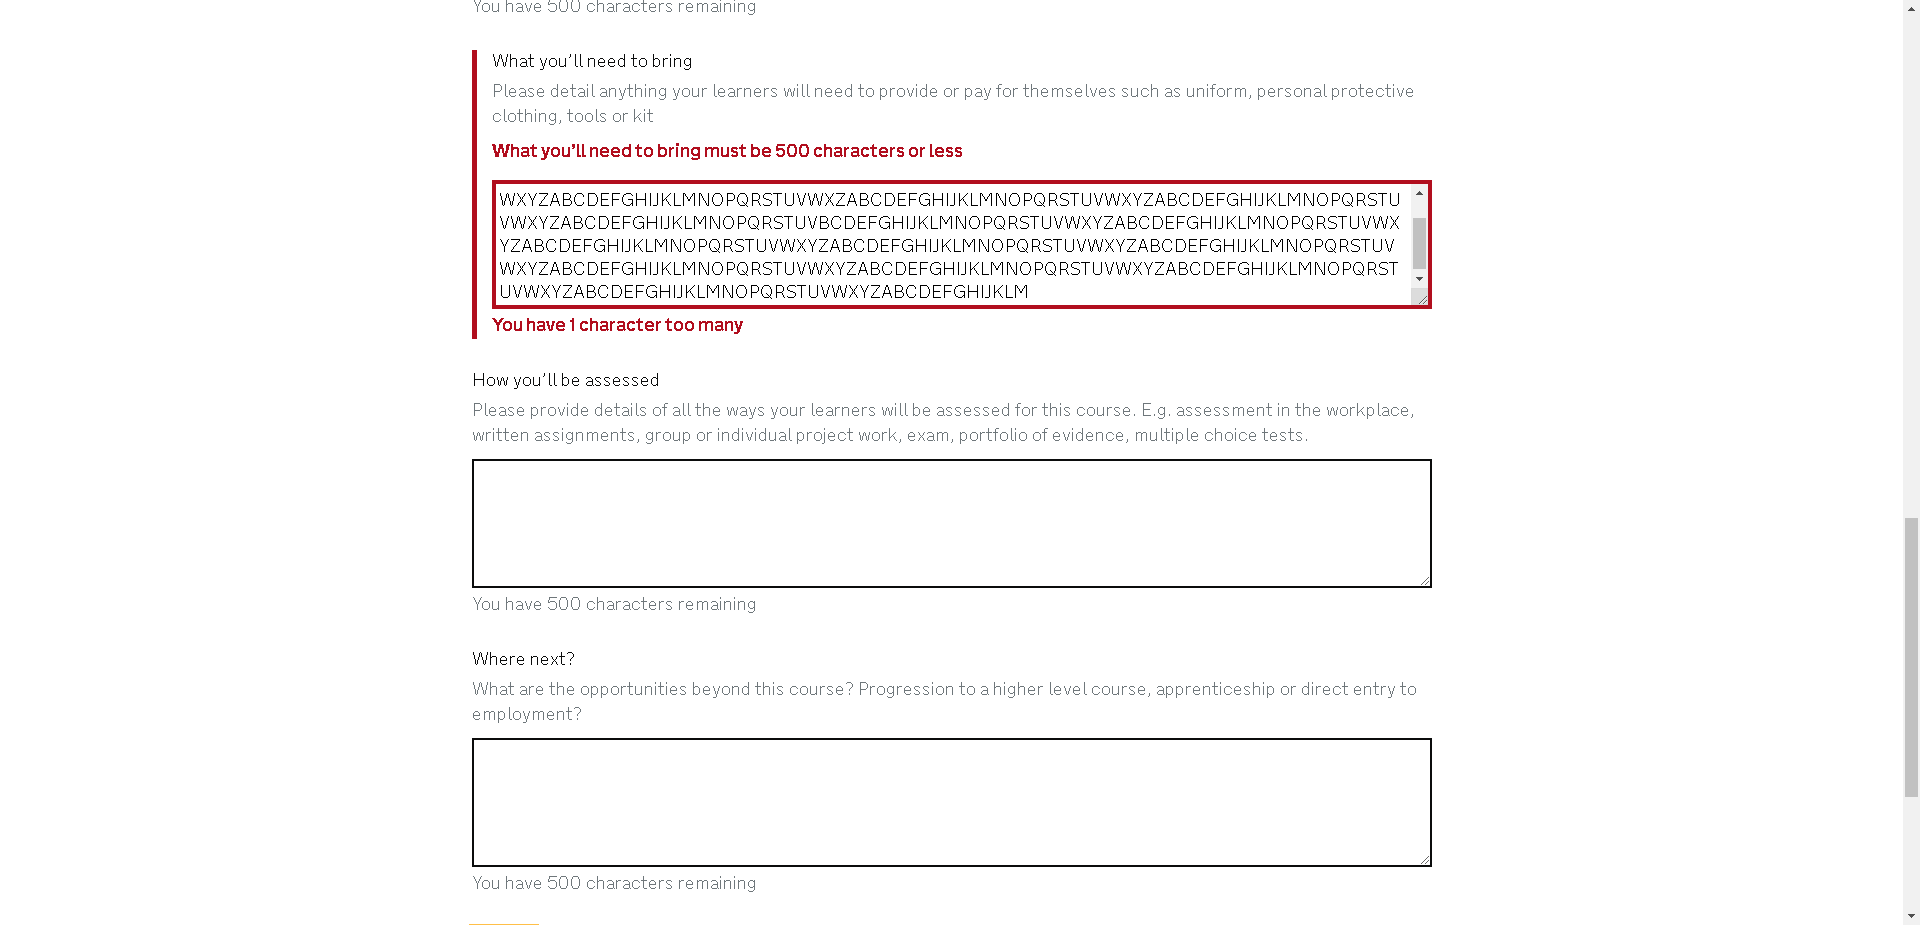 You have 500 characters remaining
What you'll need to bring
Please detail anything your learners will need to provide or pay for themselves such as uniform, personal protective
clothing, tools or kit
What you'll need to bring must be 500 characters or less
WXYZABCDEFGHIJKLMNOPQRSTUVWXZABCDEFGHIJKLMNOPQRSTUVWXYZABCDEFGHIJKLMNOPQRSTU
VWXYZABCDEFGHIJKLMNOPQRSTUVBCDEFGHIJKLMNOPQRSTUVWXYZABCDEFGHIJKLMNOPQRSTUVWX
YZABCDEFGHIJKLMNOPQRSTUVWXYZABCDEFGHIJKLMNOPQRSTUVWXYZABCDEFGHIJKLMNOPQRSTUV
WXYZABCDEFGHIJKLMNOPQRSTUVWXYZABCDEFGHIJKLMNOPQRSTUVWXYZABCDEFGHIJKLMNOPQRST
UVWXYZABCDEFGHIJKLMNOPQRSTUVWXYZABCDEFGHIJKLM
You have 1 character too many
How you'll be assessed
Please provide details of all the ways your learners will be assessed for this course. E.g. assessment in the workplace,
written assignments, group or individual project work, exam, portfolio of evidence, multiple choice tests.
You have 500 characters remaining
Where next?
What are the opportunities beyond this course? Progression to a higher level course, apprenticeship or direct entry to
employment?
You have 500 characters remaining